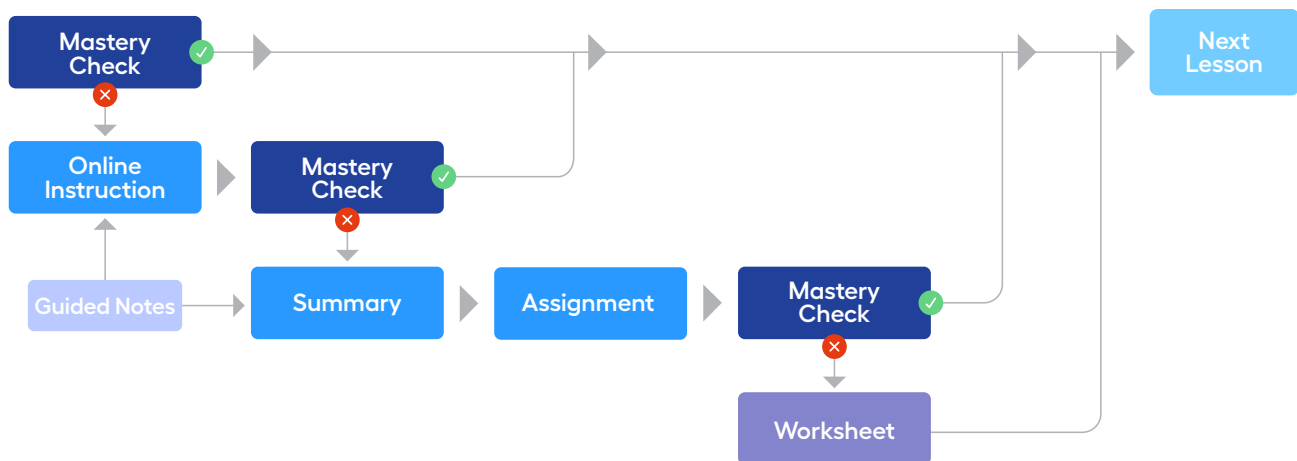 Mastery
Check
Next
Lesson
Online
Instruction
Mastery
Check
Guided Notes
Summary
Assignment
Mastery
Check
Worksheet